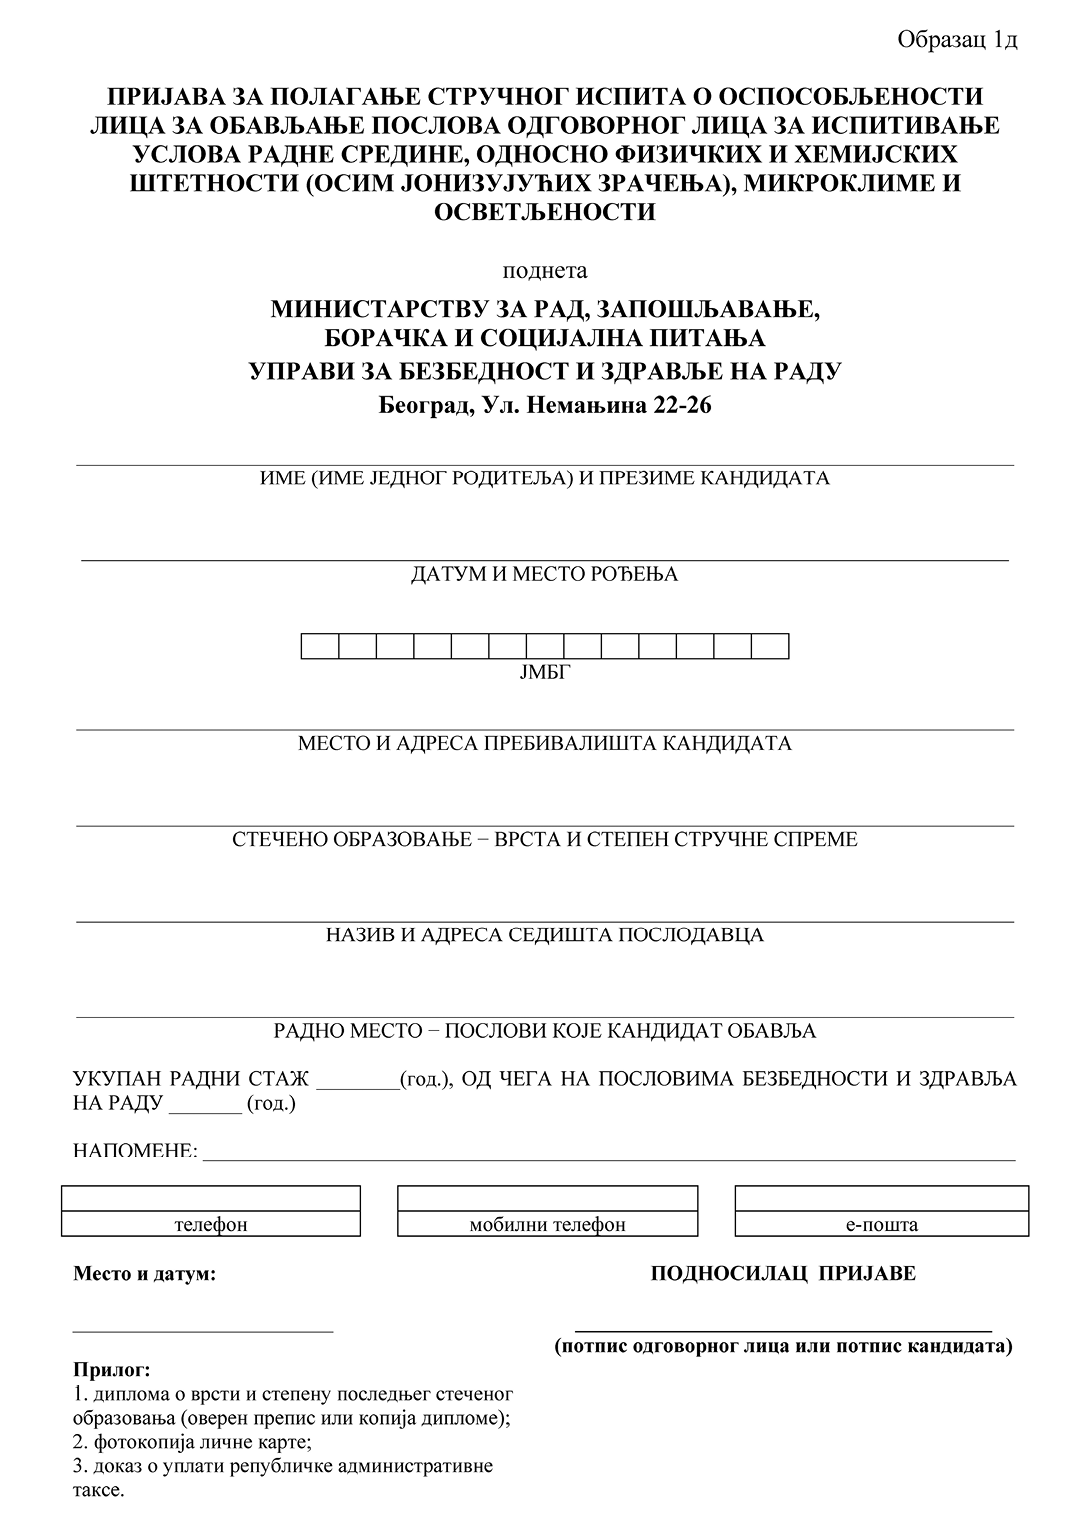 Образац 1д
ПРИЈАВА ЗА ПОЛАГАЊЕ СТРУЧНОГ ИСПИТА О ОСПОСОБЉЕНОСТИ
ЛИЦА ЗА ОБАВЉАЊЕ ПОСЛОВА ОДГОВОРНОГ ЛИЦА ЗА ИСПИТИВАЊЕ
УСЛОВА РАДНЕ СРЕДИНЕ, ОДНОСНО ФИЗИЧКИХ И ХЕМИЈСКИХ
ШТЕТНОСТИ (ОСИМ ЈОНИЗУЈУЋИХ ЗРАЧЕЊА), МИКРОКЛИМЕ И
ОСВЕТЉЕНОСТИ
поднета
МИНИСТАРСТВУ ЗА РАД, ЗАПОШЉАВАЊЕ,
БОРАЧКА И СОЦИЈАЛНА ПИТАЊА
УПРАВИ ЗА БЕЗБЕДНОСТ И ЗДРАВЉЕ НА РАДУ
Београд, Ул. Немањина 22-26
ИМЕ (ИМЕ ЈЕДНОГ РОДИТЕЉА) И ПРЕЗИМЕ КАНДИДАТА
ДАТУМ И МЕСТО РОЂЕЊА
ЈМБГ
МЕСТО И АДРЕСА ПРЕБИВАЛИШТА КАНДИДАТА
СТЕЧЕНО ОБРАЗОВАЊЕ − ВРСТА И СТЕПЕН СТРУЧНЕ СПРЕМЕ
НАЗИВ И АДРЕСА СЕДИШТА ПОСЛОДАВЦА
РАДНО МЕСТО − ПОСЛОВИ КОЈЕ КАНДИДАТ ОБАВЉА
УКУПАН РАДНИ СТАЖ ________(год.), ОД ЧЕГА НА ПОСЛОВИМА БЕЗБЕДНОСТИ И ЗДРАВЉА
НА РАДУ _______ (год.)
НАПОМЕНЕ:
телефон мобилни телефон е-пошта
Место и датум: ПОДНОСИЛАЦ ПРИЈАВЕ
(потпис одговорног лица или потпис кандидата)
Прилог:
1. диплома о врсти и степену последњег стеченог
образовања (оверен препис или копија дипломе);
2. фотокопија личне карте;
3. доказ о уплати републичке административне
таксе.